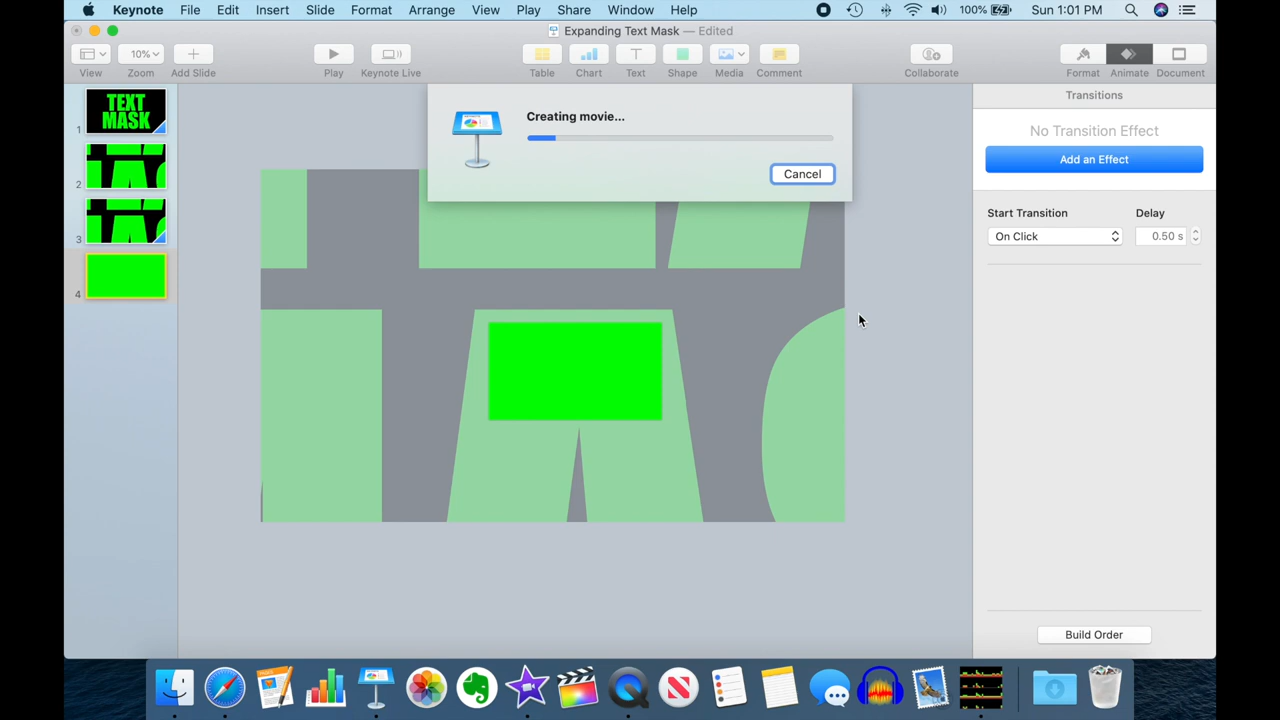 Keynote File Edit Insert Slide Format Arrange View Play Share Window Help 100% Sun 1:01 PM
Expanding Text Mask — Edited
10%
View Zoom Add Slide Play Keynote Live Table Chart Text Shape Media Comment Collaborate Format Animate Document
Transitions
TEXT
MASK
1
2
3
4
Creating movie...
Cancel
No Transition Effect
Add an Effect
Start Transition Delay
On Click 0.50 s
Build Order